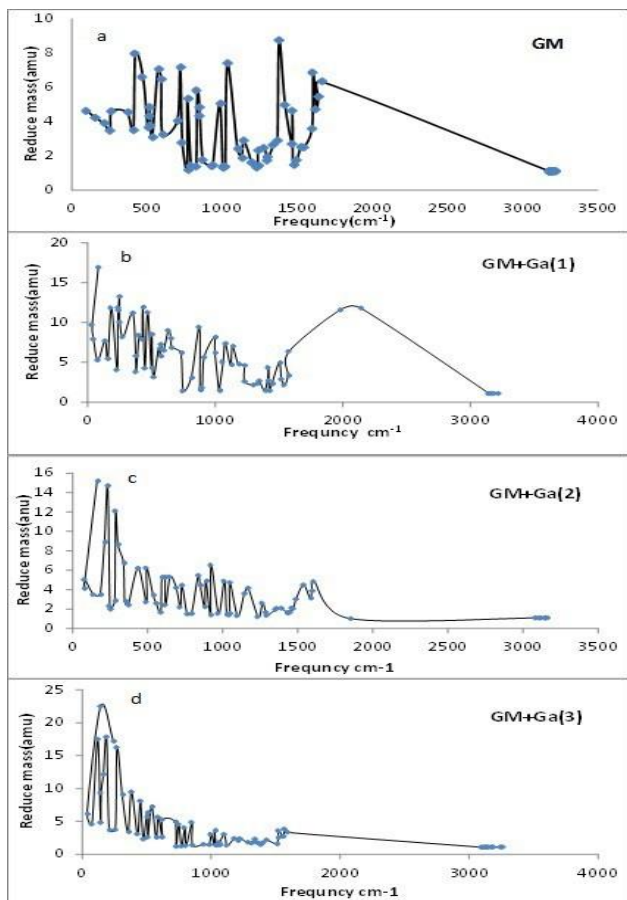 a
GM
Reduce mass(amu)
10
8
6
4
2
0
0 500 1000 1500 2000 2500 3000 3500
Frequncy(cm-1)
b
GM+Ga(1)
Reduce mass(amu)
20
15
10
5
0
0 1000 2000 3000 4000
Frequncy cm-1
c
GM+Ga(2)
Reduce mass(anu)
16
14
12
10
8
6
4
2
0
0 500 1000 1500 2000 2500 3000 3500
Frequncy cm-1
d
GM+Ga(3)
Reduce mass(amu)
25
20
15
10
5
0
0 1000 2000 3000 4000
Frequncy cm-1